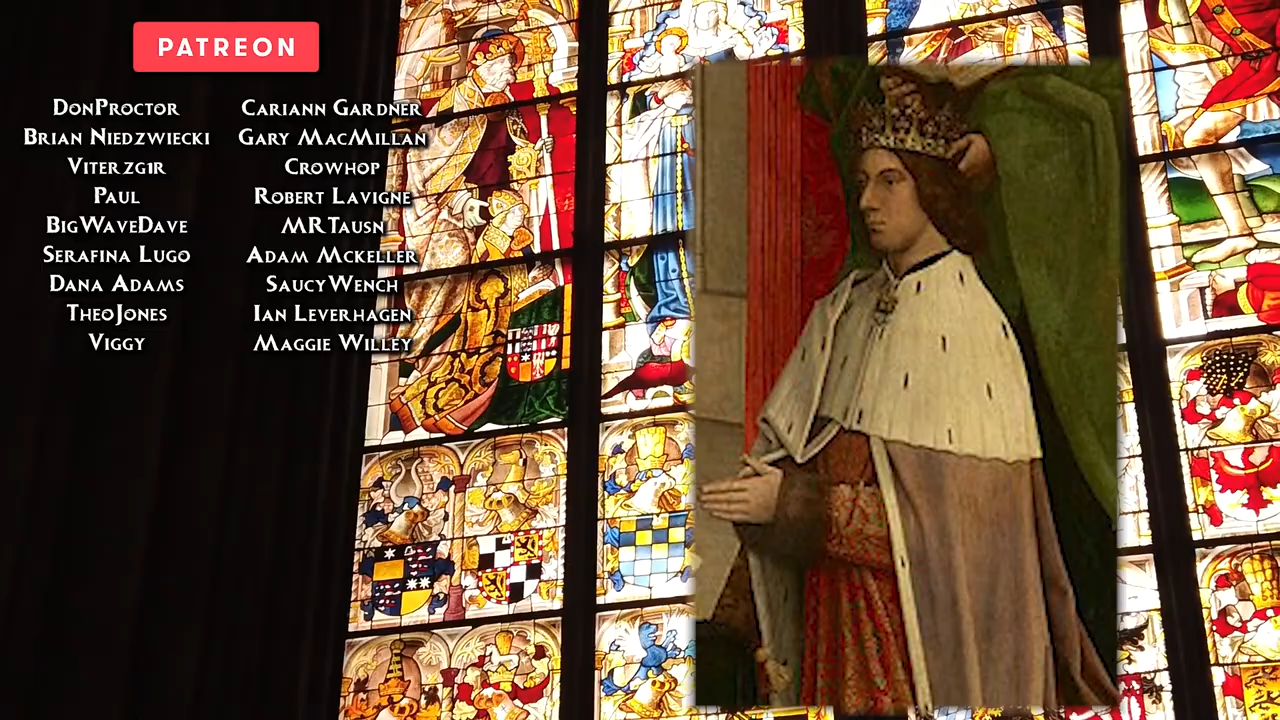 PATREON
DonProctor
Brian Niedzwiecki
Viterzgir
Paul
BigWaveDave
Serafina Lugo
Dana Adams
TheoJones
Viggy
Cariann Gardner
Gary MacMillan
Crowhop
Robert Lavigne
MRTausn
Adam Mckeller
SaucyWench
Ian Leverhagen
Maggie Willey